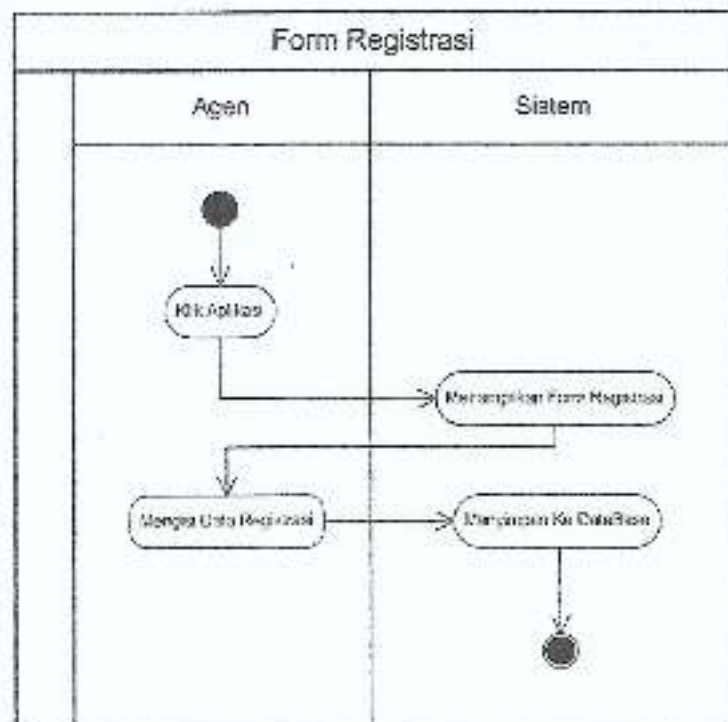 Form Registrasi
Agen
Sistem
Klik Aplikasi
Menampilkan Form Registrasi
Mengisi Data Registrasi
Menyimpan Ke DataBase